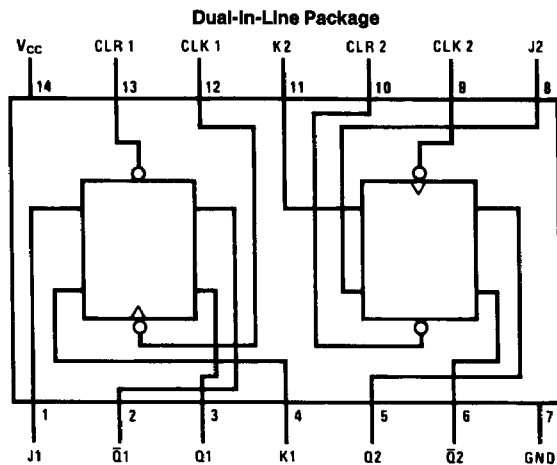 Dual-In-Line Package
VCC CLR 1 CLK 1 K2 CLR 2 CLK 2 J2
14 13 12 11 10 9 8
1 2 3 4 5 6 7
J1 Q̅1 Q1 K1 Q2 Q̅2 GND